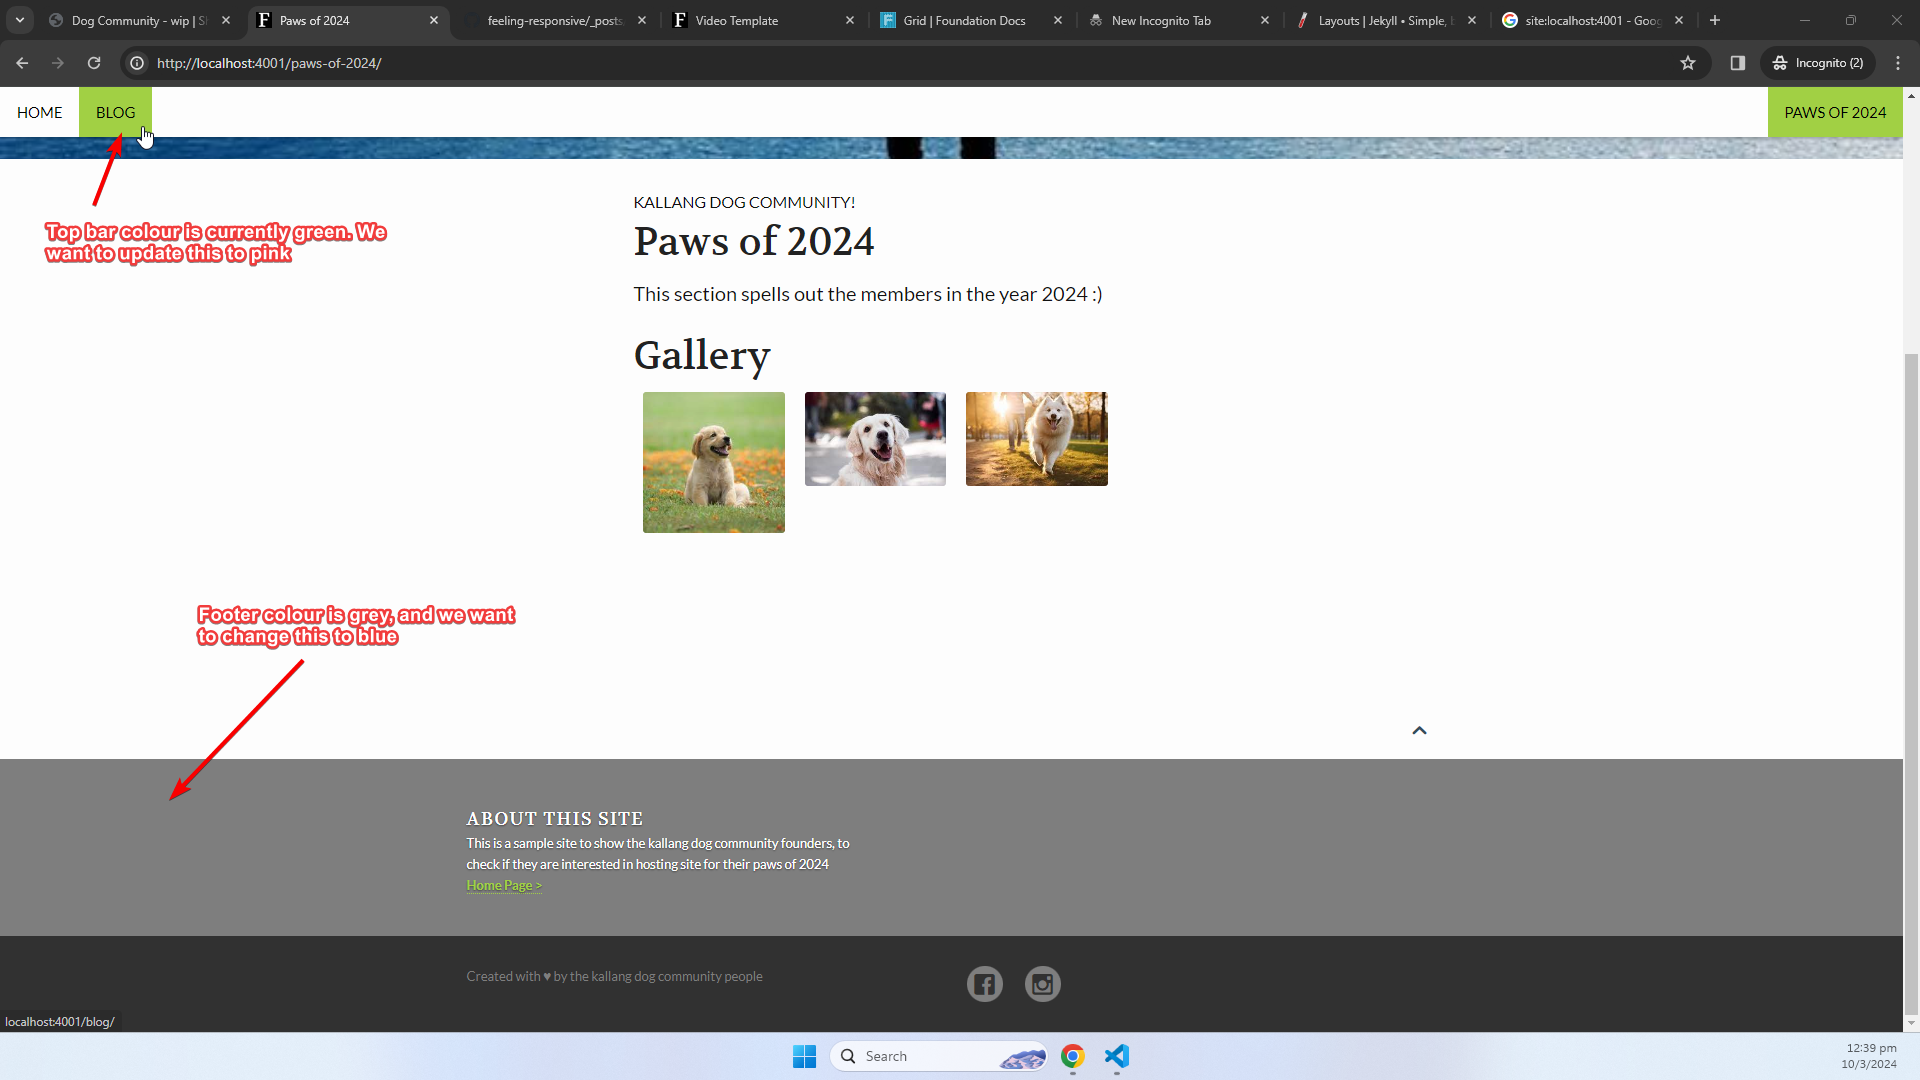 Dog Community - wip | S
Paws of 2024
feeling-responsive/_posts
Video Template
Grid | Foundation Docs
New Incognito Tab
Layouts | Jekyll • Simple,
site:localhost:4001 - Goog
http://localhost:4001/paws-of-2024/
Incognito (2)
HOME
BLOG
PAWS OF 2024
Top bar colour is currently green. We
want to update this to pink
KALLANG DOG COMMUNITY!
Paws of 2024
This section spells out the members in the year 2024 :)
Gallery
Footer colour is grey, and we want
to change this to blue
ABOUT THIS SITE
This is a sample site to show the kallang dog community founders, to
check if they are interested in hosting site for their paws of 2024
Home Page >
Created with ♥ by the kallang dog community people
localhost:4001/blog/
Search
12:39 pm
10/3/2024